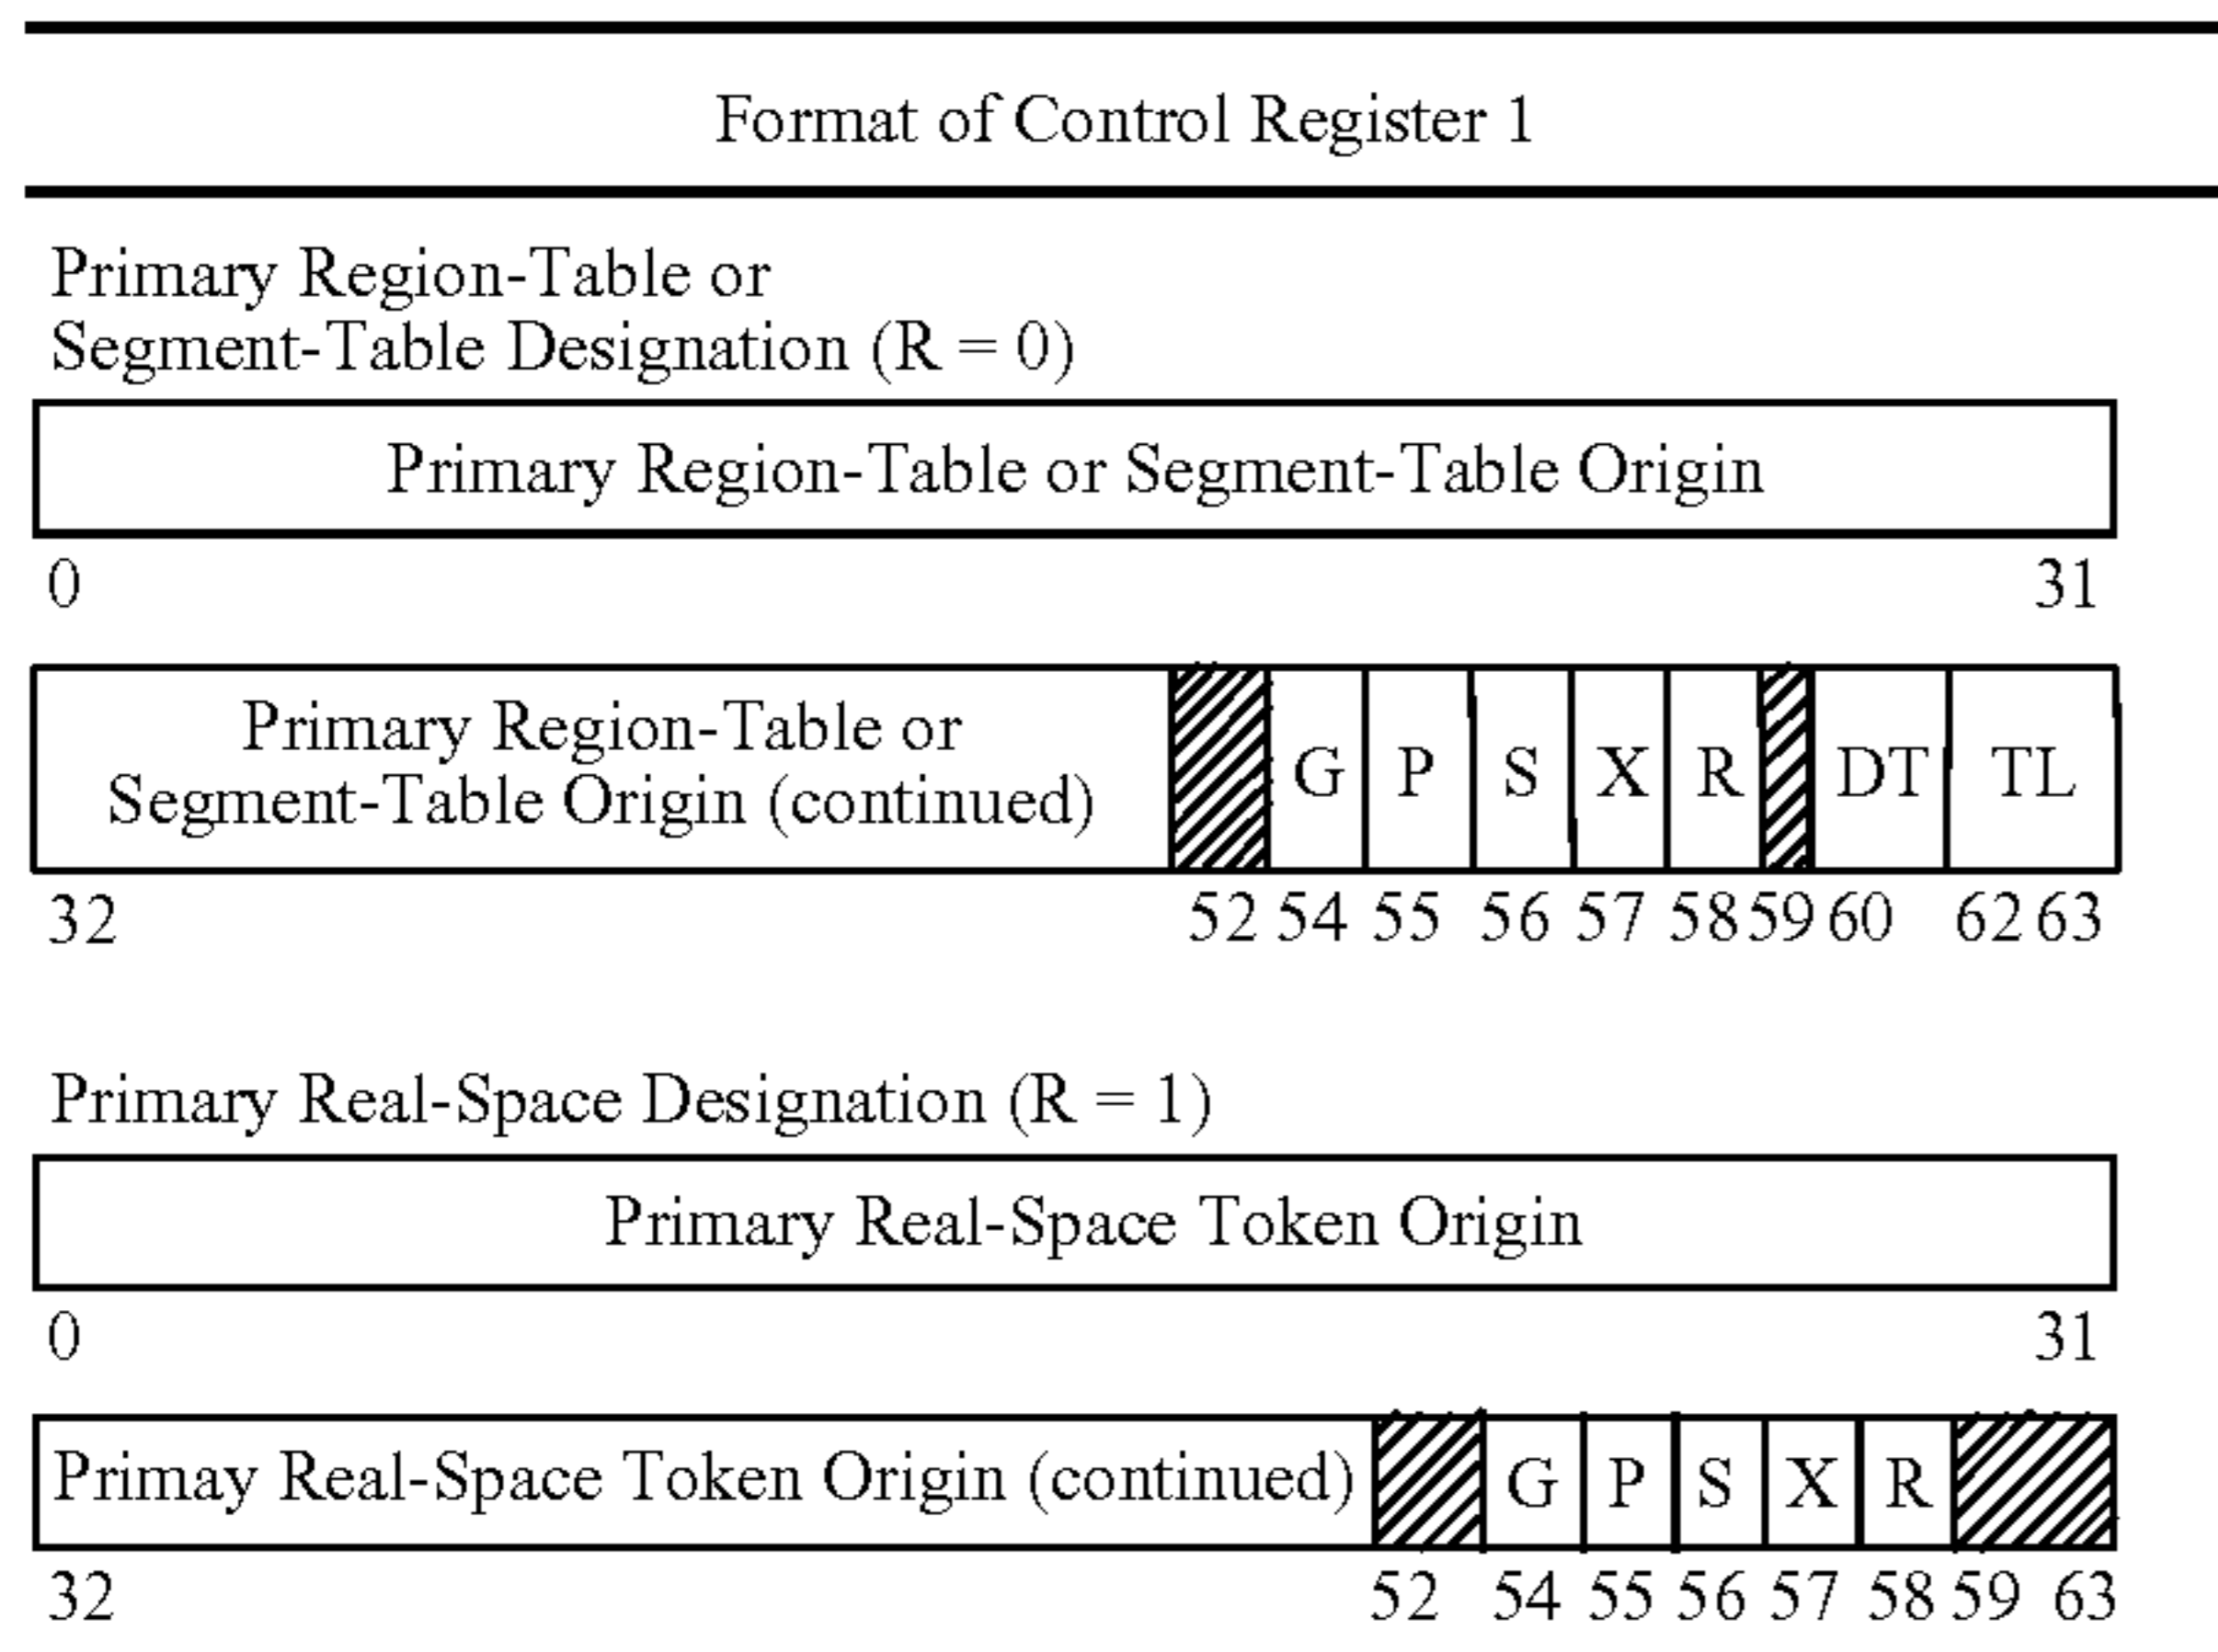 Format of Control Register 1
Primary Region-Table or
Segment-Table Designation (R = 0)
Primary Region-Table or Segment-Table Origin
0 31
Primary Region-Table or
Segment-Table Origin (continued)
G P S X R DT TL
32 52 54 55 56 57 58 59 60 62 63
Primary Real-Space Designation (R = 1)
Primary Real-Space Token Origin
0 31
Primay Real-Space Token Origin (continued) G P S X R
32 52 54 55 56 57 58 59 63